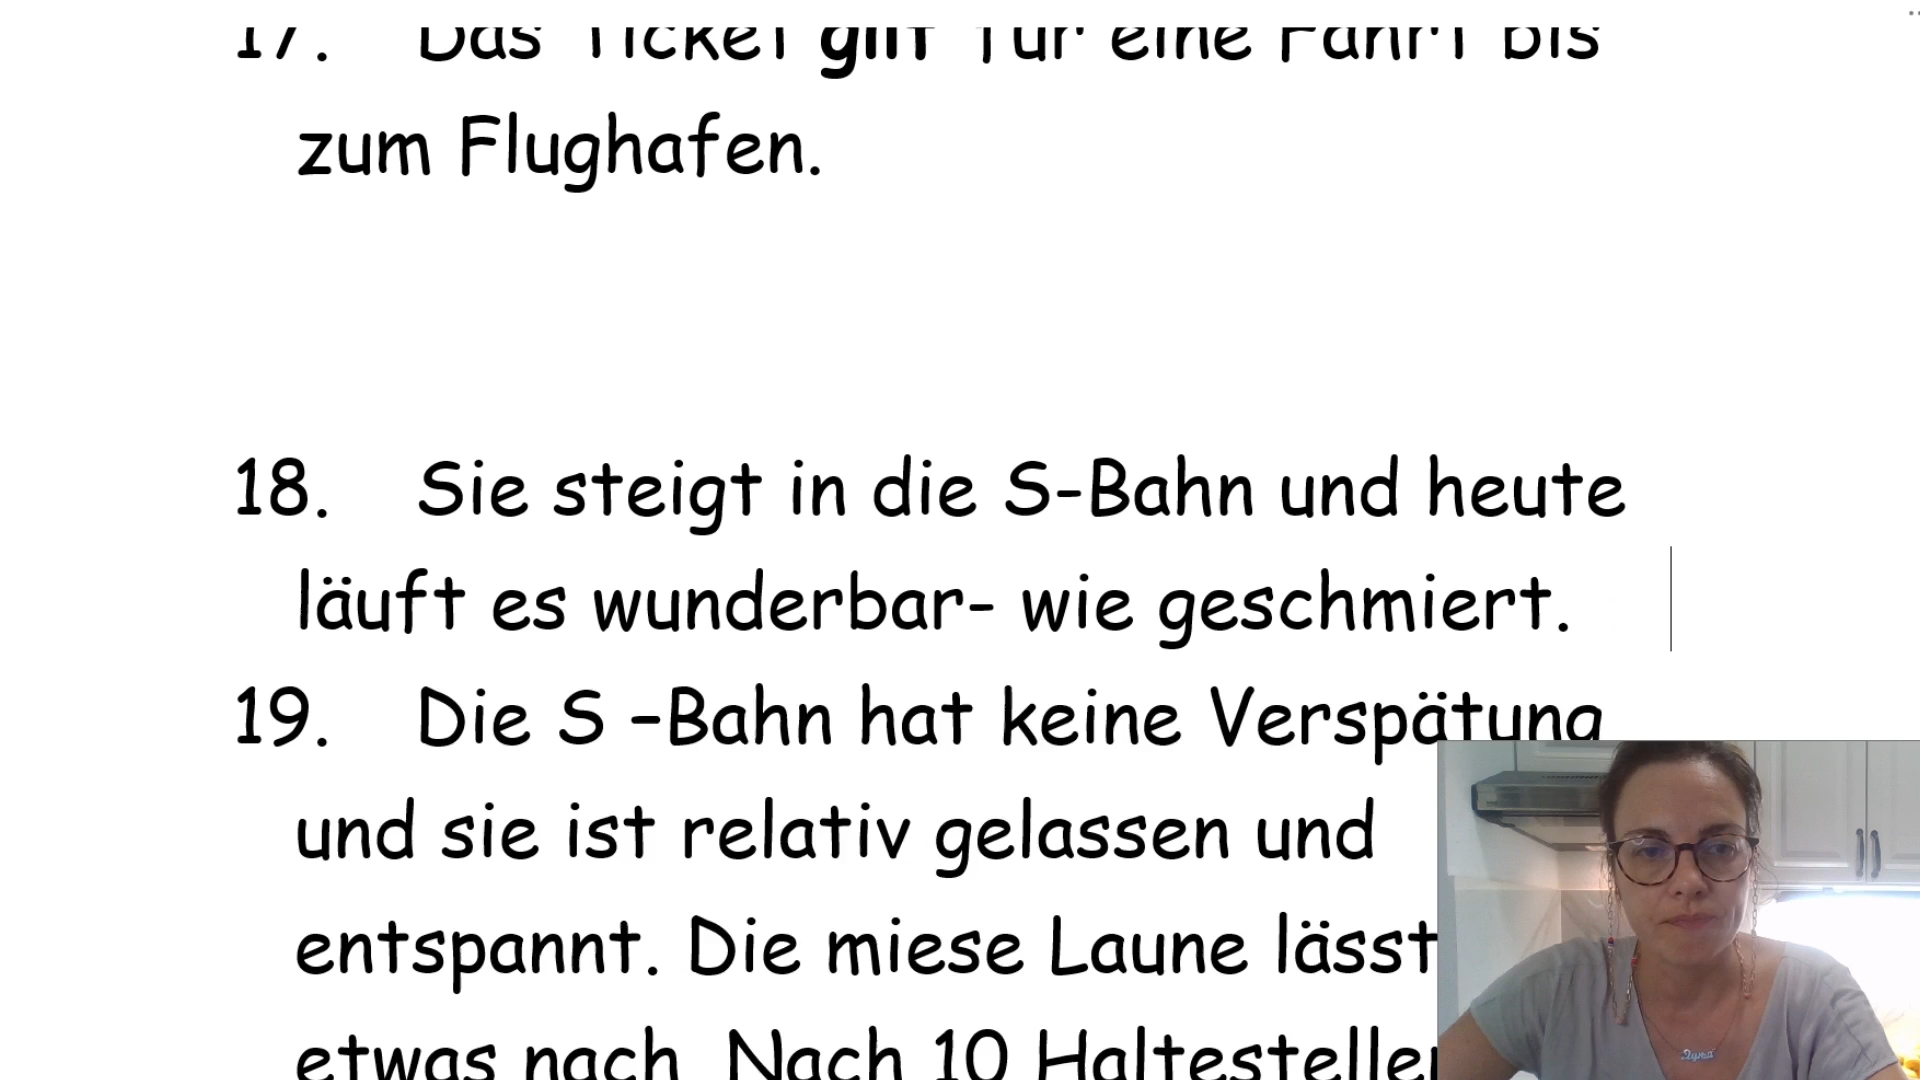 17. Das Ticket gilt für eine Fahrt bis
zum Flughafen.
18. Sie steigt in die S-Bahn und heute
läuft es wunderbar- wie geschmiert.
19. Die S –Bahn hat keine Verspätung
und sie ist relativ gelassen und
entspannt. Die miese Laune lässt
etwas nach Nach 10 Haltestellen